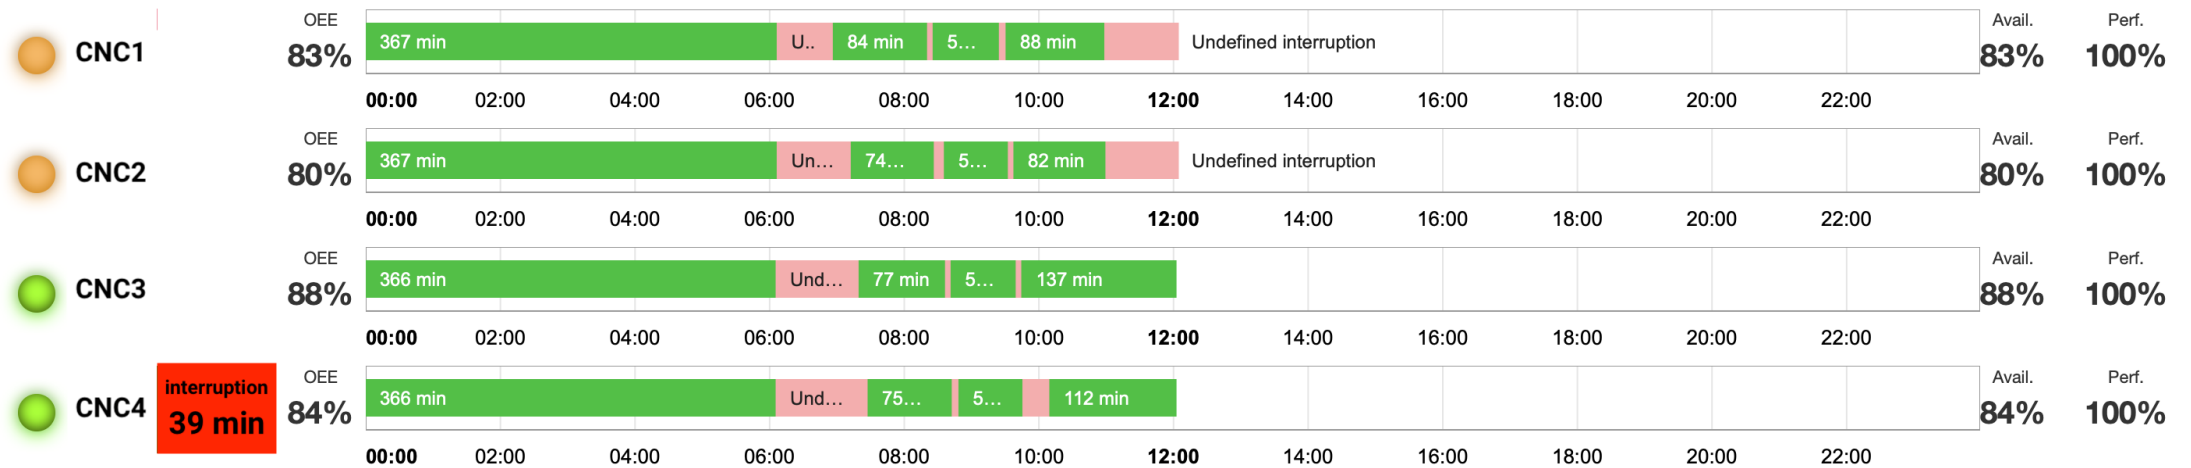 OEE Avail. Perf.
CNC1 83% 367 min U.. 84 min 5... 88 min Undefined interruption 83% 100%
00:00 02:00 04:00 06:00 08:00 10:00 12:00 14:00 16:00 18:00 20:00 22:00
OEE Avail. Perf.
CNC2 80% 367 min Un... 74... 5... 82 min Undefined interruption 80% 100%
00:00 02:00 04:00 06:00 08:00 10:00 12:00 14:00 16:00 18:00 20:00 22:00
OEE Avail. Perf.
CNC3 88% 366 min Und... 77 min 5... 137 min 88% 100%
00:00 02:00 04:00 06:00 08:00 10:00 12:00 14:00 16:00 18:00 20:00 22:00
interruption OEE Avail. Perf.
CNC4 39 min 84% 366 min Und... 75... 5... 112 min 84% 100%
00:00 02:00 04:00 06:00 08:00 10:00 12:00 14:00 16:00 18:00 20:00 22:00